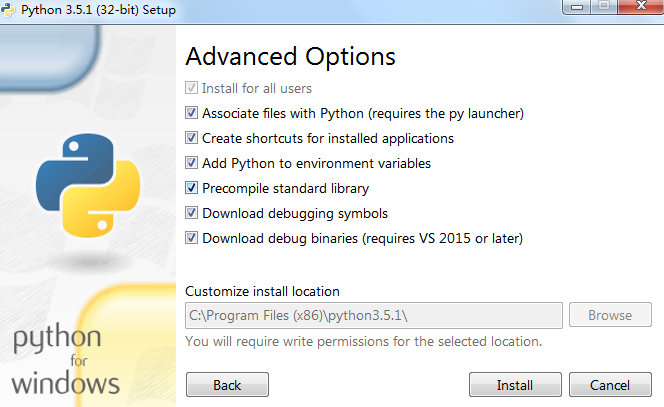 Python 3.5.1 (32-bit) Setup
Advanced Options
Install for all users
Associate files with Python (requires the py launcher)
Create shortcuts for installed applications
Add Python to environment variables
Precompile standard library
Download debugging symbols
Download debug binaries (requires VS 2015 or later)
Customize install location
C:\Program Files (x86)\python3.5.1\
Browse
You will require write permissions for the selected location.
python
for
windows
Back
Install
Cancel